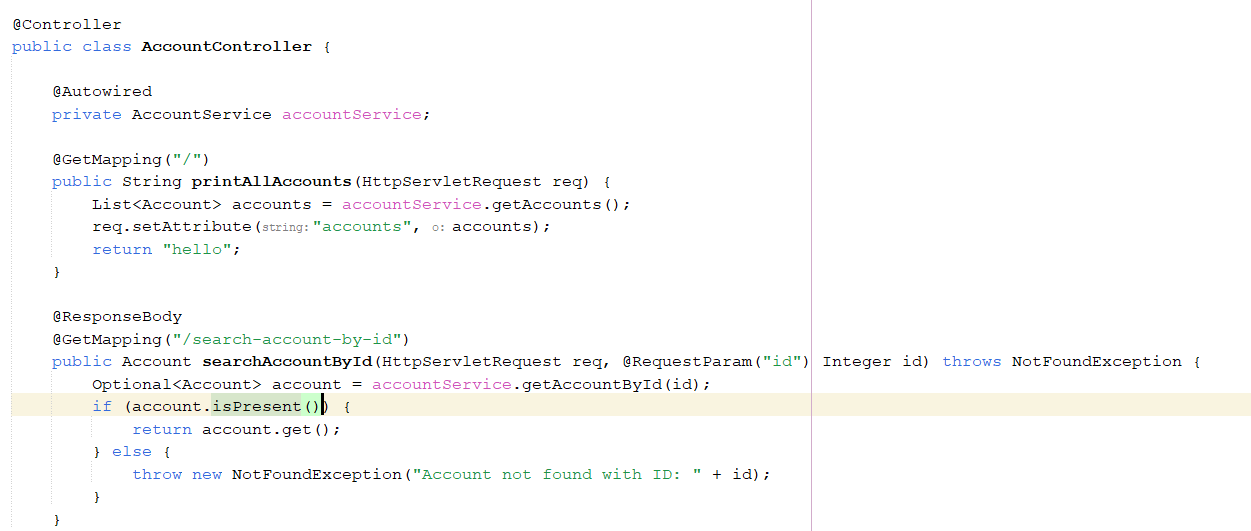 @Controller
public class AccountController {
@Autowired
private AccountService accountService;
@GetMapping("/")
public String printAllAccounts(HttpServletRequest req) {
List<Account> accounts = accountService.getAccounts();
req.setAttribute(string: "accounts", o: accounts);
return "hello";
}
@ResponseBody
@GetMapping("/search-account-by-id")
public Account searchAccountById(HttpServletRequest req, @RequestParam("id") Integer id) throws NotFoundException {
Optional<Account> account = accountService.getAccountById(id);
if (account.isPresent()) {
return account.get();
} else {
throw new NotFoundException("Account not found with ID: " + id);
}
}